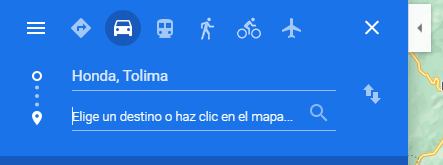 Honda, Tolima
Elige un destino o haz clic en el mapa...